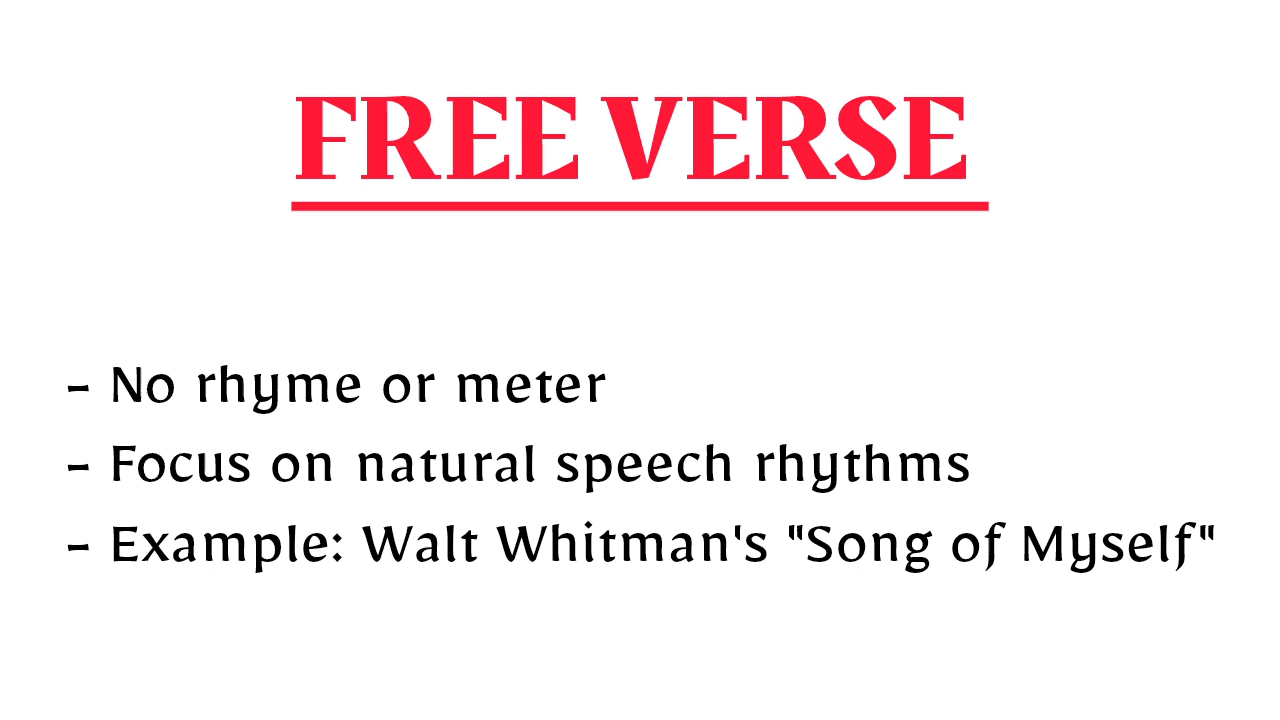 FREE VERSE
- No rhyme or meter
- Focus on natural speech rhythms
- Example: Walt Whitman's "Song of Myself"